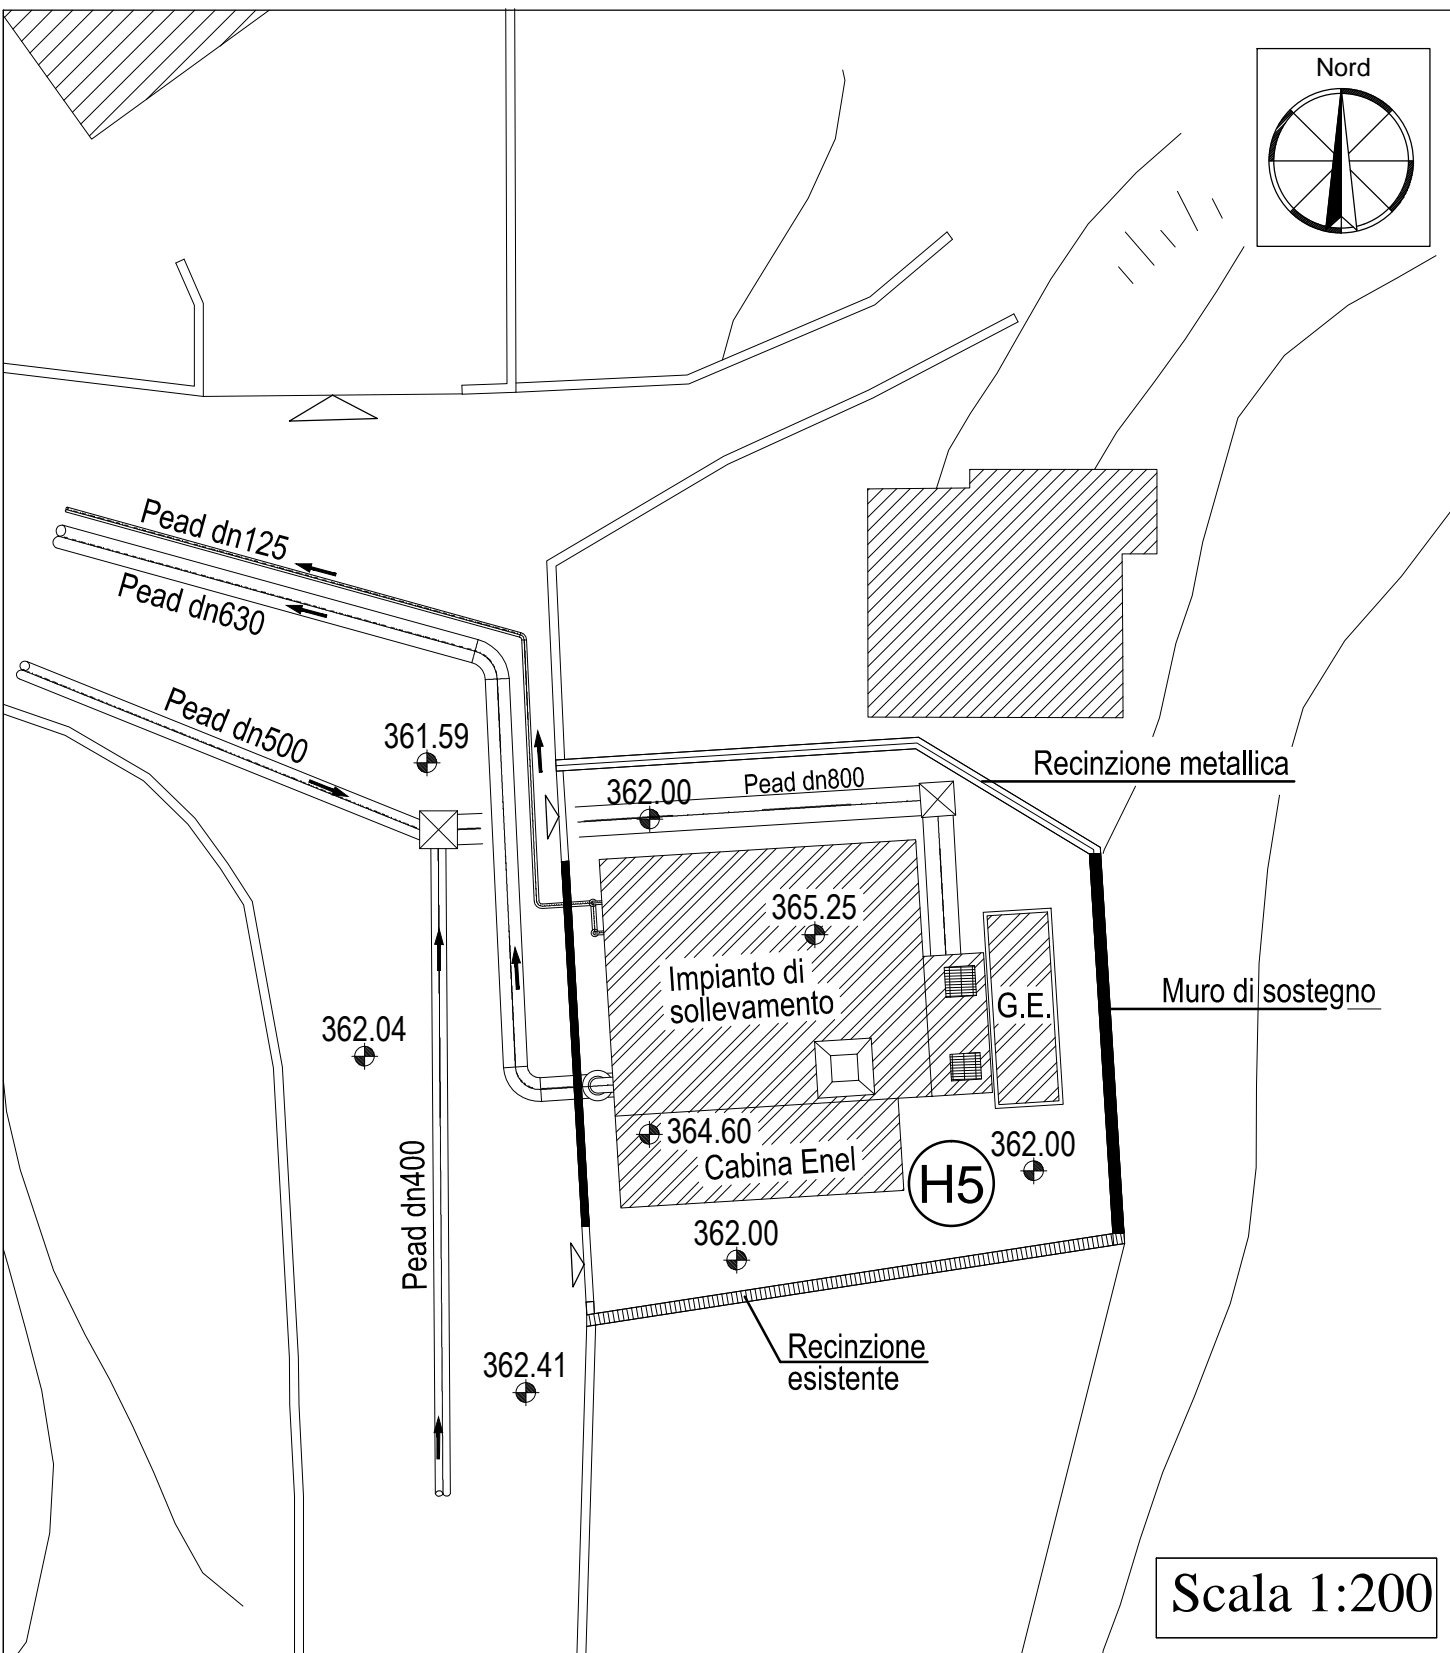 Nord
Pead dn125
Pead dn630
Pead dn500
361.59
Recinzione metallica
362.00
Pead dn800
365.25
Impianto di
sollevamento
G.E.
Muro di sostegno
362.04
364.60
Cabina Enel
H5
362.00
Pead dn400
362.00
Recinzione
esistente
362.41
Scala 1:200